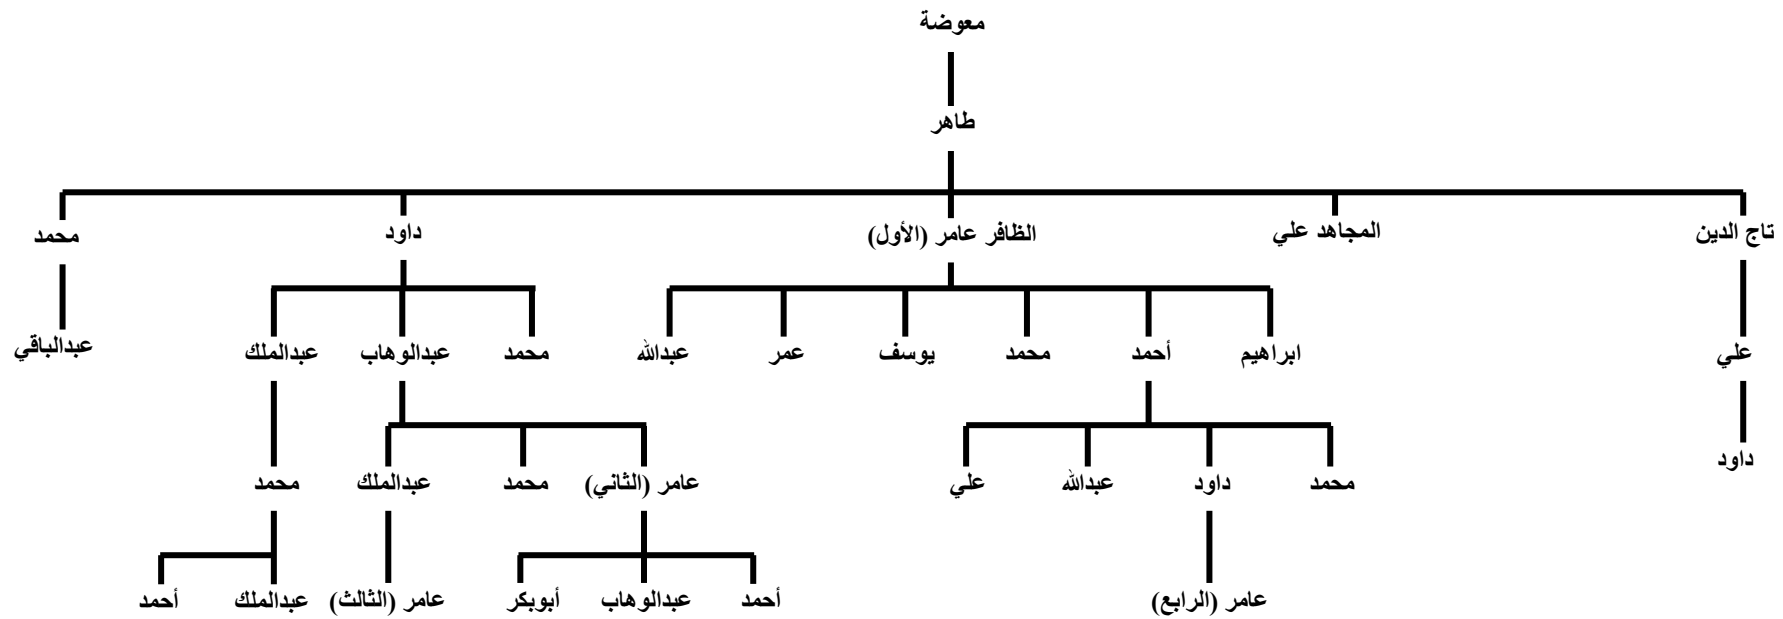 معوضة
طاهر
تاج الدين
المجاهد علي
الظافر عامر (الأول)
داود
محمد
علي
ابراهيم
أحمد
محمد
يوسف
عمر
عبدالله
محمد
عبدالوهاب
عبدالملك
عبدالباقي
داود
محمد
داود
عبدالله
علي
عامر (الثاني)
محمد
عبدالملك
محمد
عامر (الرابع)
أحمد
عبدالوهاب
أبوبكر
عامر (الثالث)
عبدالملك
أحمد